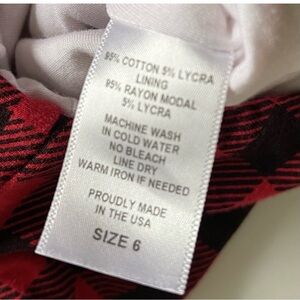 95% COTTON 5% LYCRA
LINING
95% RAYON MODAL
5% LYCRA
MACHINE WASH
IN COLD WATER
NO BLEACH
LINE DRY
WARM IRON IF NEEDED
PROUDLY MADE
IN THE USA
SIZE 6